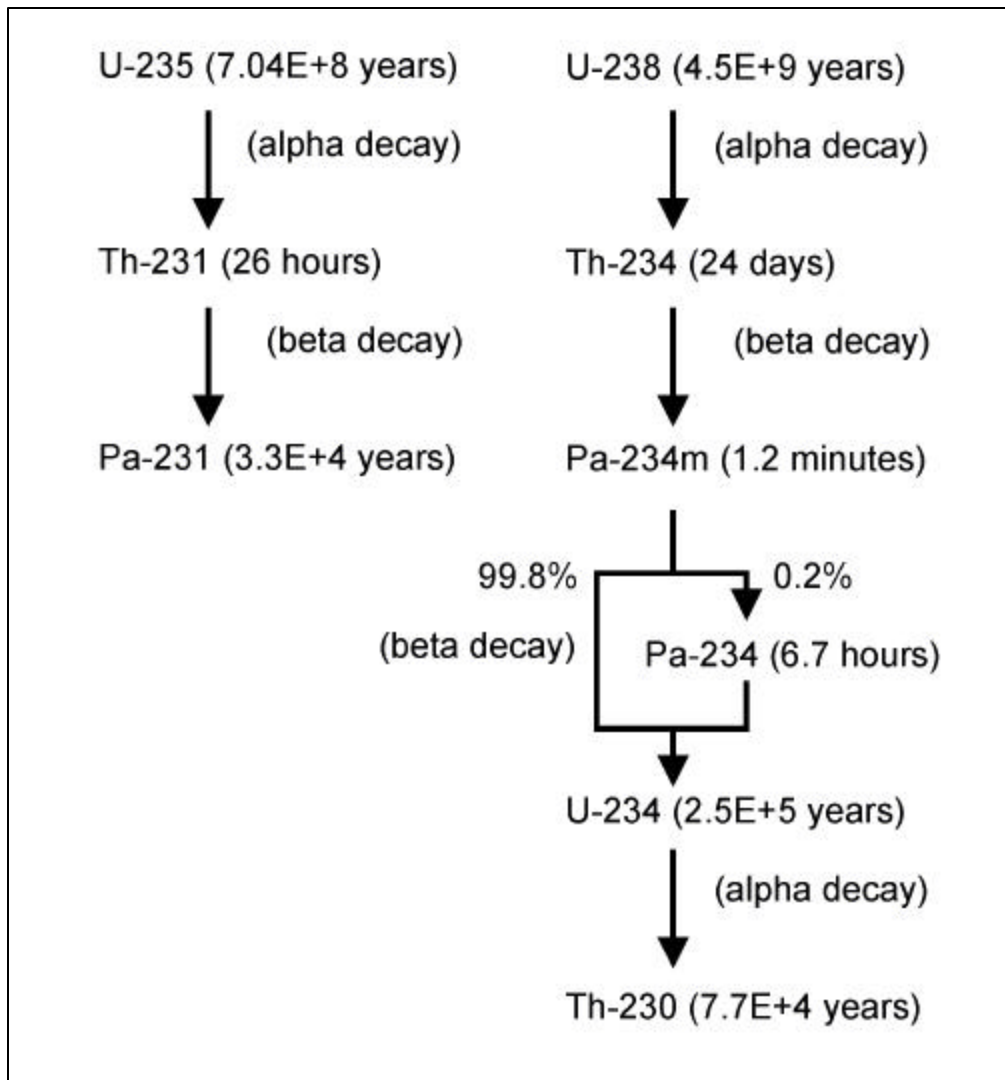 U-235 (7.04E+8 years)
(alpha decay)
Th-231 (26 hours)
(beta decay)
Pa-231 (3.3E+4 years)
U-238 (4.5E+9 years)
(alpha decay)
Th-234 (24 days)
(beta decay)
Pa-234m (1.2 minutes)
99.8%
(beta decay)
0.2%
Pa-234 (6.7 hours)
U-234 (2.5E+5 years)
(alpha decay)
Th-230 (7.7E+4 years)